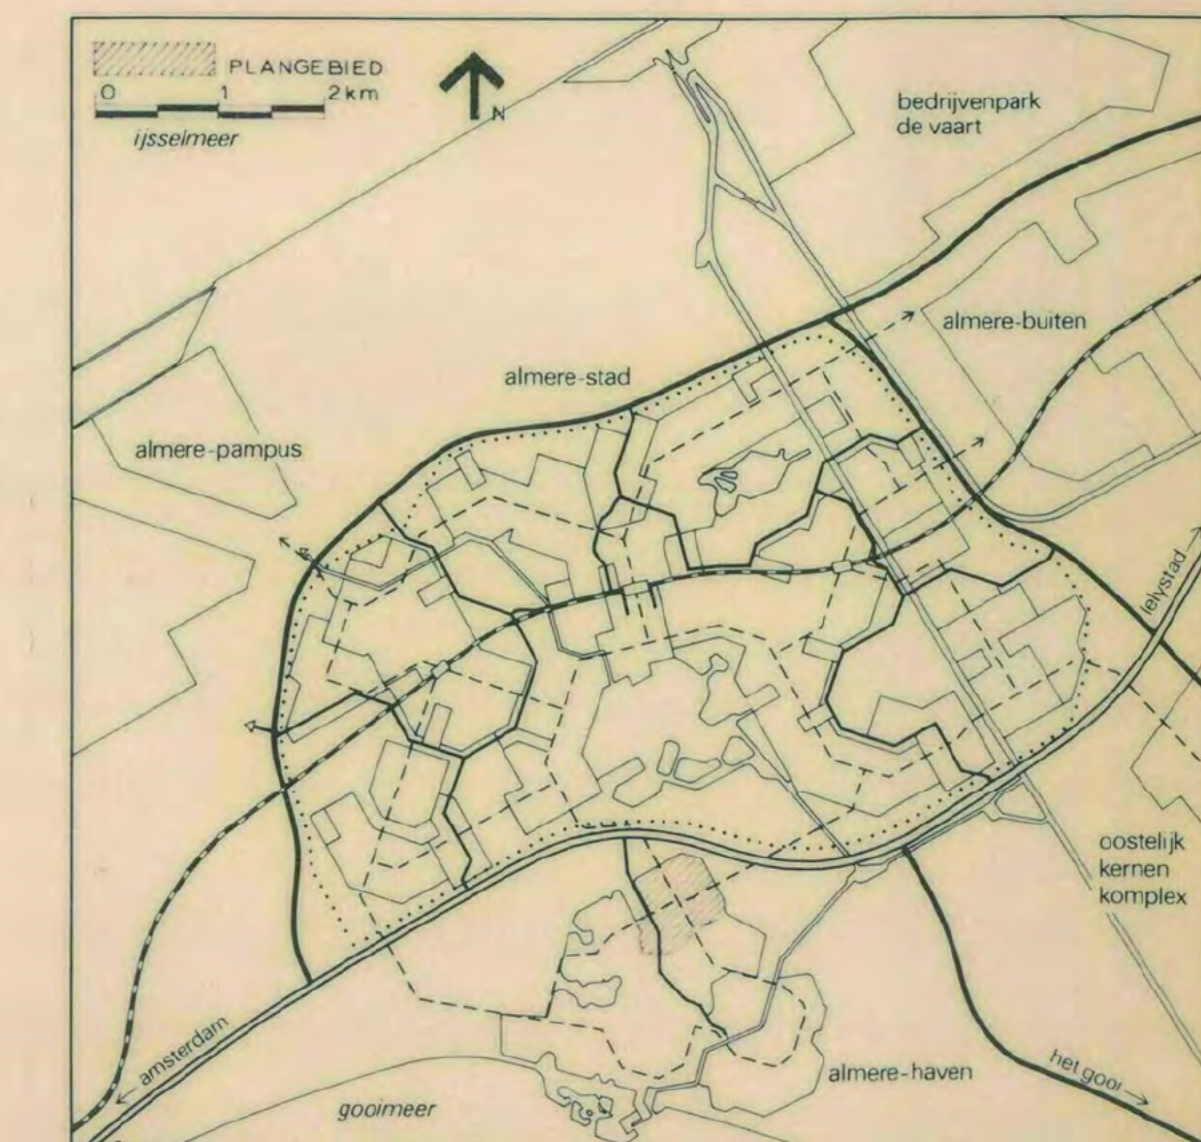 PLANGEBIED
0 1 2 km
N
ijsselmeer
bedrijvenpark
de vaart
almere-buiten
almere-stad
almere-pampus
lelystad
oostelijk
kernen
komplex
amsterdam
almere-haven
het gooi
gooimeer